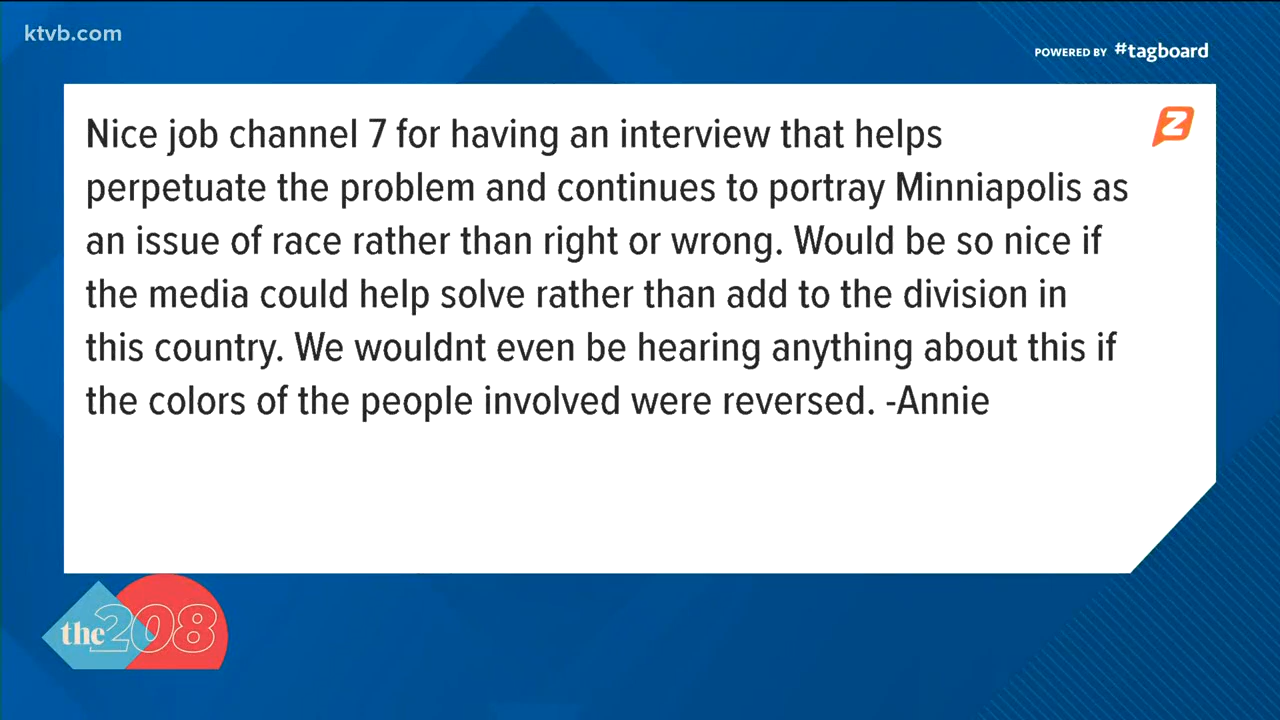 ktvb.com
POWERED BY #tagboard
Nice job channel 7 for having an interview that helps
perpetuate the problem and continues to portray Minniapolis as
an issue of race rather than right or wrong. Would be so nice if
the media could help solve rather than add to the division in
this country. We wouldnt even be hearing anything about this if
the colors of the people involved were reversed. -Annie
the 208